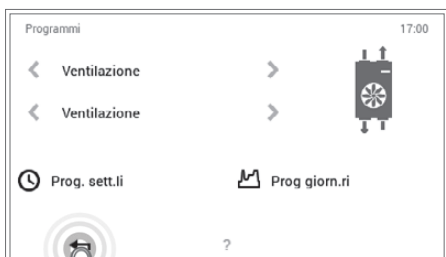 Programmi 17:00
Ventilazione
Ventilazione
Prog. sett.li Prog giorn.ri
?